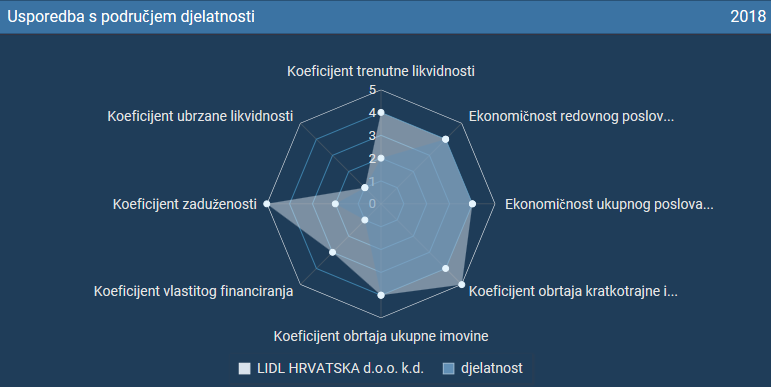 Usporedba s područjem djelatnosti 2018
Koeficijent trenutne likvidnosti
5
Koeficijent ubrzane likvidnosti
4
Ekonomičnost redovnog poslov...
3
2
1
Koeficijent zaduženosti
0
Ekonomičnost ukupnog poslova...
Koeficijent vlastitog financiranja
Koeficijent obrtaja kratkotrajne i...
Koeficijent obrtaja ukupne imovine
LIDL HRVATSKA d.o.o. k.d. djelatnost